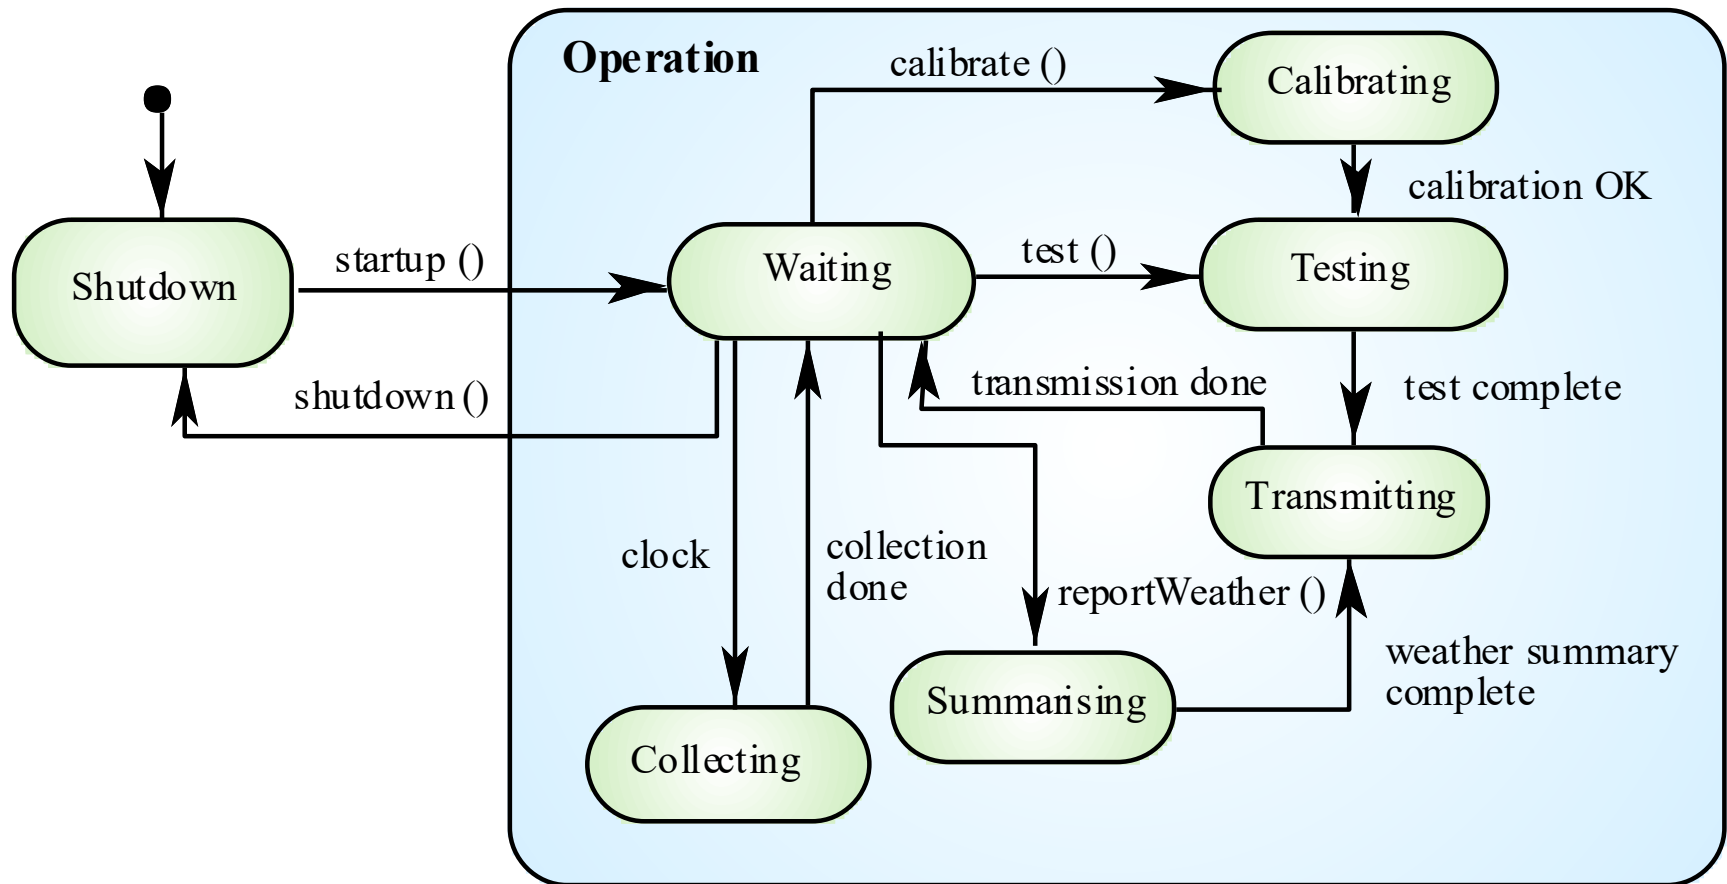 Operation
calibrate ()
Calibrating
calibration OK
startup ()
Shutdown
Waiting
test ()
Testing
shutdown ()
transmission done
test complete
Transmitting
clock
collection
done
reportWeather ()
weather summary
complete
Summarising
Collecting